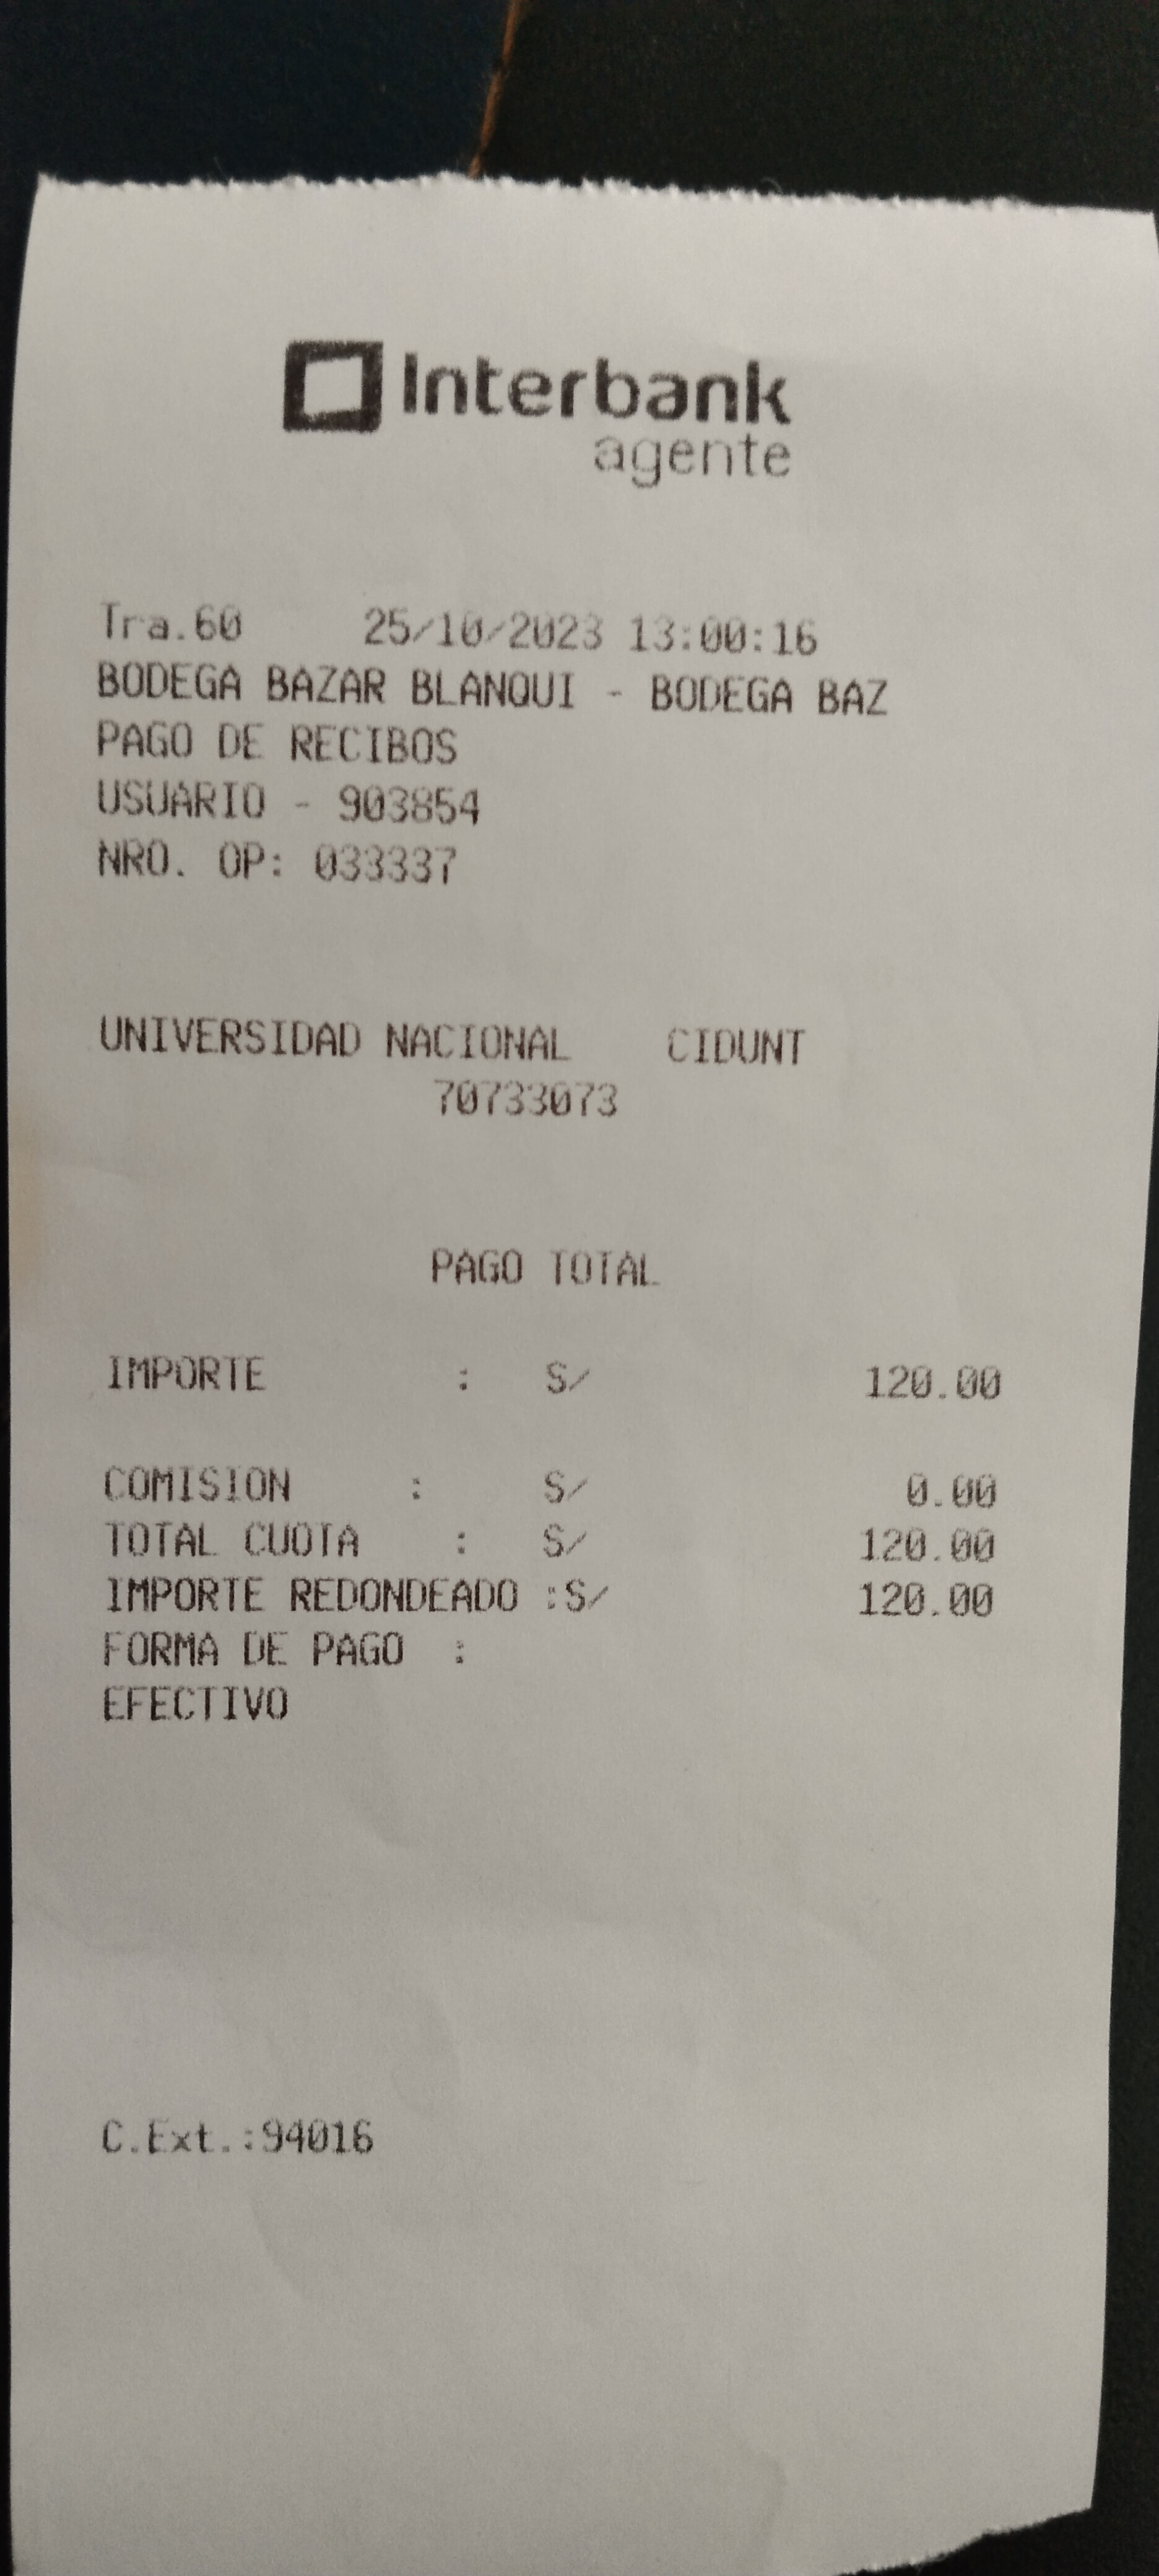 Interbank
agente
Tra.60 25/10/2023 13:00:16
BODEGA BAZAR BLANQUI - BODEGA BAZ
PAGO DE RECIBOS
USUARIO - 903854
NRO. OP: 033337
UNIVERSIDAD NACIONAL CIDUNT
70733073
PAGO TOTAL
IMPORTE : S/ 120.00
COMISION : S/ 0.00
TOTAL CUOTA : S/ 120.00
IMPORTE REDONDEADO :S/ 120.00
FORMA DE PAGO :
EFECTIVO
C.Ext.:94016